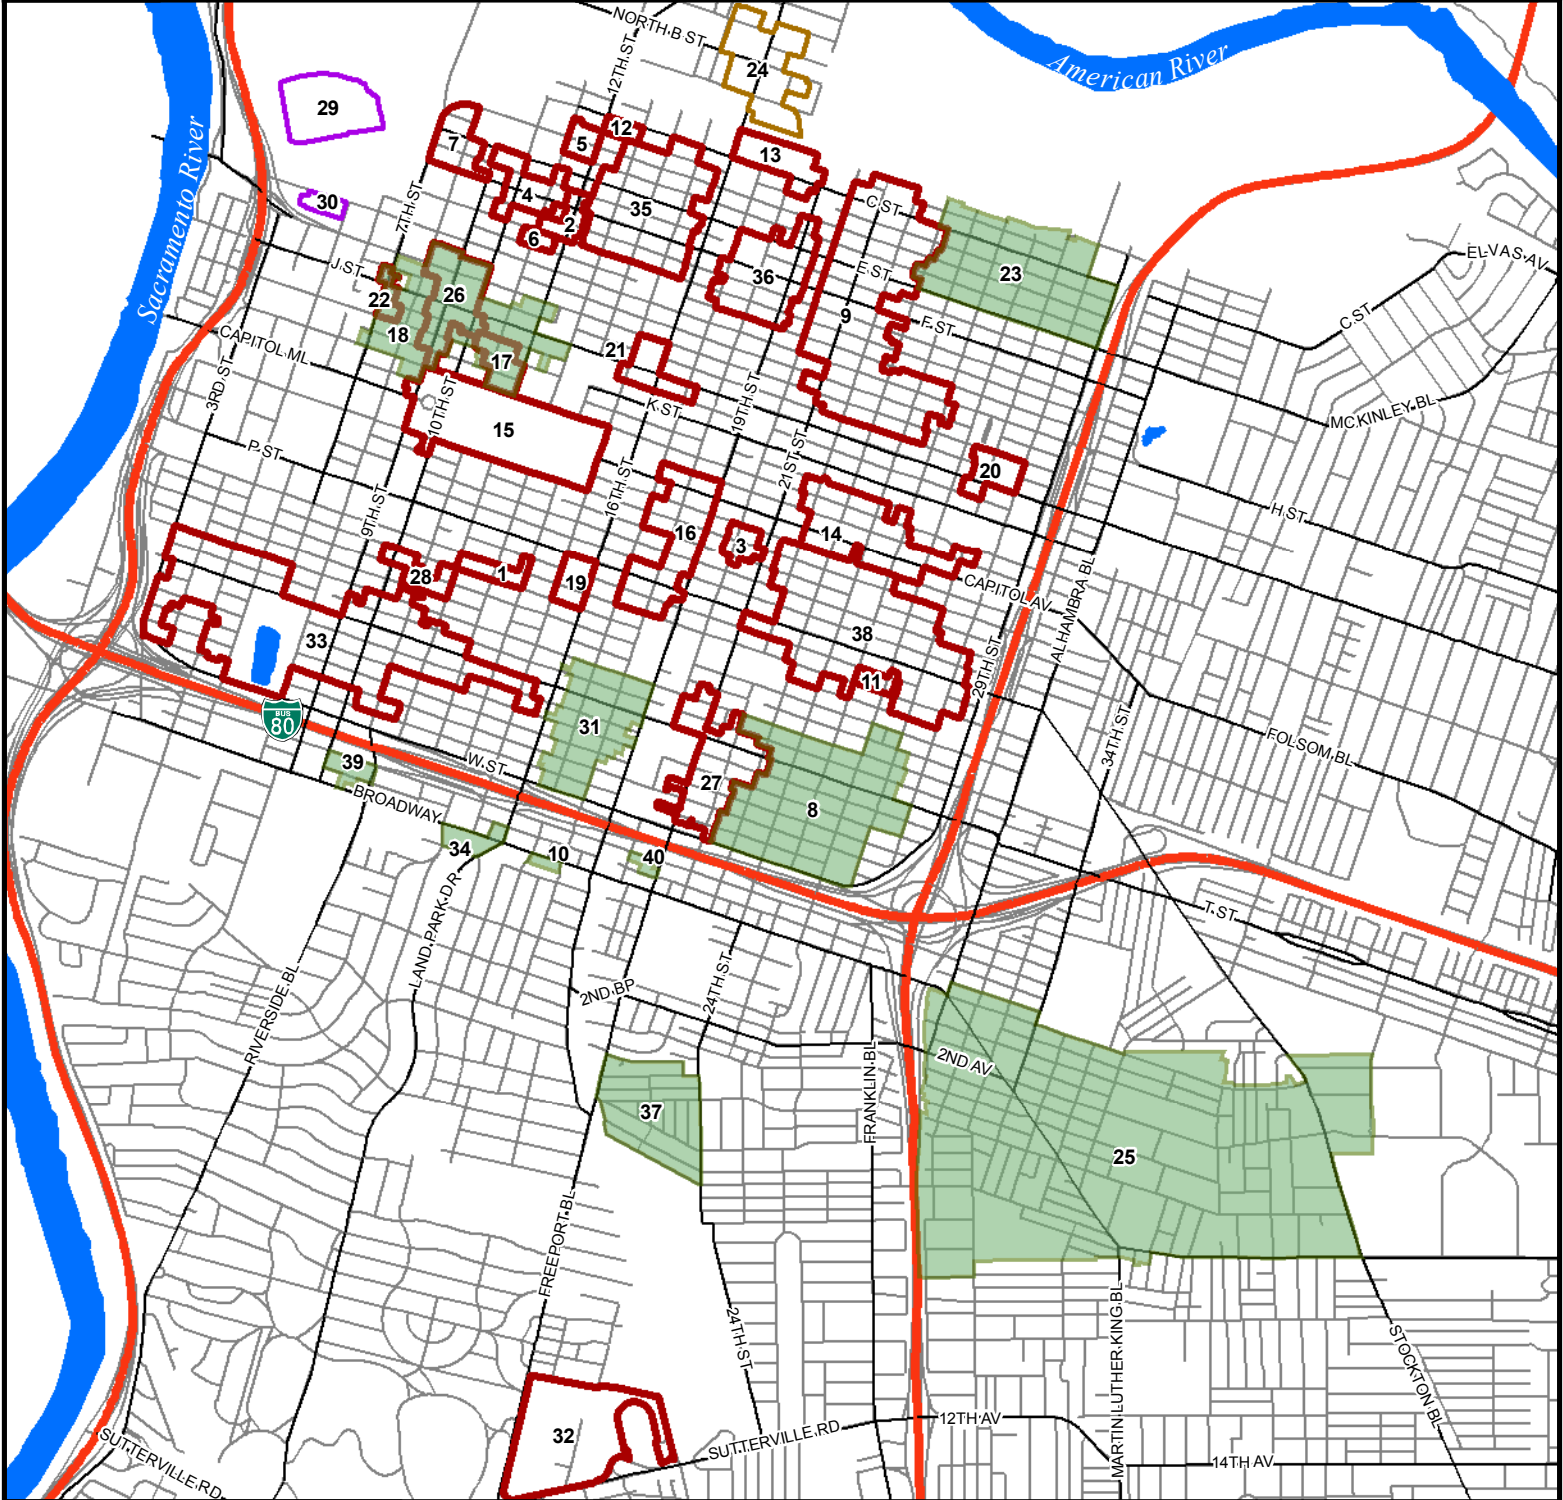 NORTH B ST
12TH ST
24
American River
29
12
5
7
13
Sacramento River
4
30
7TH ST
35
C ST
2
6
EL VAS AV
J ST
E ST
23
36
26
22
9
C ST
F ST
18
CAPITOL ML
21
17
3RD ST
10TH ST
K ST
19TH ST
MC KINLEY BL
15
P ST
21ST ST
20
16TH ST
9TH ST
H ST
16
14
3
28
1
19
CAPITOL AV
ALHAMBRA BL
33
38
29TH ST
11
BUS
80
31
34TH ST
FOLSOM BL
39
W ST
27
BROADWAY
8
34
10
40
LAND PARK DR
T ST
24TH ST
2ND BP
RIVERSIDE BL
2ND AV
FRANKLIN BL
37
25
FREEPORT BL
24TH ST
MARTIN LUTHER KING BL
STOCKTON BL
32
12TH AV
SUTTERVILLE RD
SUTTERVILLE RD
14TH AV